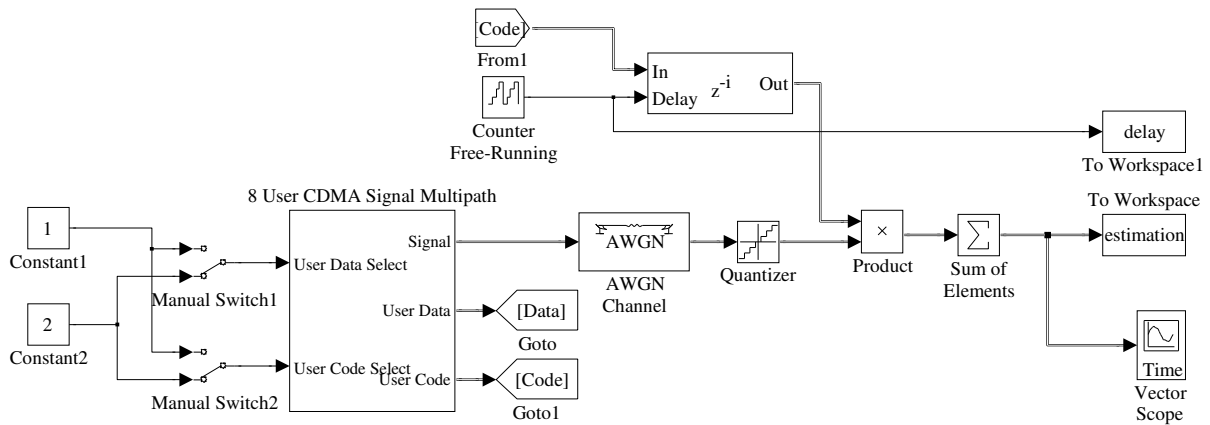 [Code]
From1
In
Delay
z-i
Out
Counter
Free-Running
delay
To Workspace1
8 User CDMA Signal Multipath
To Workspace
1
Constant1
Signal
AWGN
estimation
User Data Select
Manual Switch1
AWGN
Channel
Quantizer
×
Product
Sum of
Elements
2
Constant2
User Data
[Data]
Goto
User Code Select
User Code
[Code]
Goto1
Manual Switch2
Time
Vector
Scope